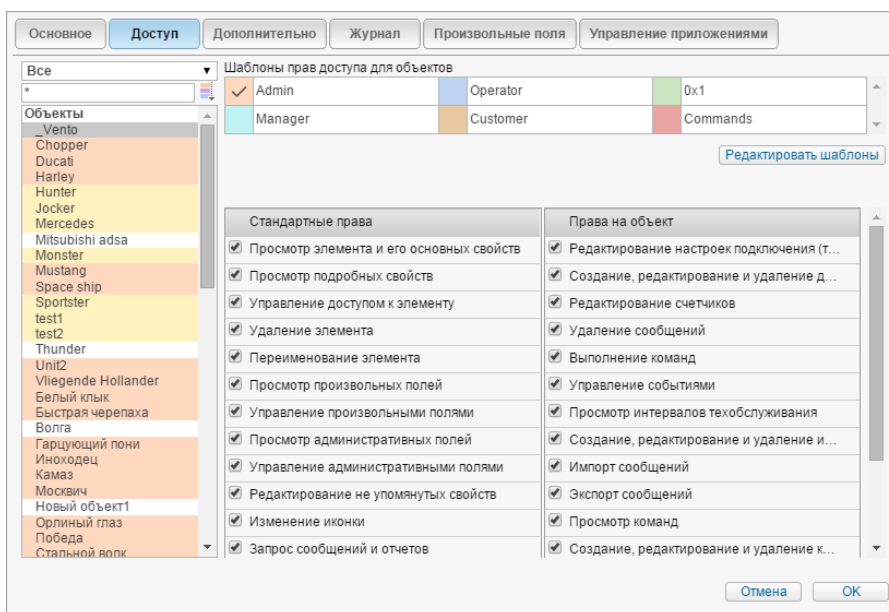 Основное Доступ Дополнительно Журнал Произвольные поля Управление приложениями
Все
*
Объекты
_Vento
Chopper
Ducati
Harley
Hunter
Jocker
Mercedes
Mitsubishi adsa
Monster
Mustang
Space ship
Sportster
test1
test2
Thunder
Unit2
Vliegende Hollander
Белый клык
Быстрая черепаха
Волга
Гарцующий пони
Иноходец
Камаз
Москвич
Новый объект1
Орлиный глаз
Победа
Стальной волк
Шаблоны прав доступа для объектов
Admin Operator 0x1
Manager Customer Commands
Редактировать шаблоны
Стандартные права
Просмотр элемента и его основных свойств
Просмотр подробных свойств
Управление доступом к элементу
Удаление элемента
Переименование элемента
Просмотр произвольных полей
Управление произвольными полями
Просмотр административных полей
Управление административными полями
Редактирование не упомянутых свойств
Изменение иконки
Запрос сообщений и отчетов
Права на объект
Редактирование настроек подключения (т...
Создание, редактирование и удаление д...
Редактирование счетчиков
Удаление сообщений
Выполнение команд
Управление событиями
Просмотр интервалов техобслуживания
Создание, редактирование и удаление и...
Импорт сообщений
Экспорт сообщений
Просмотр команд
Создание, редактирование и удаление к...
Отмена OK